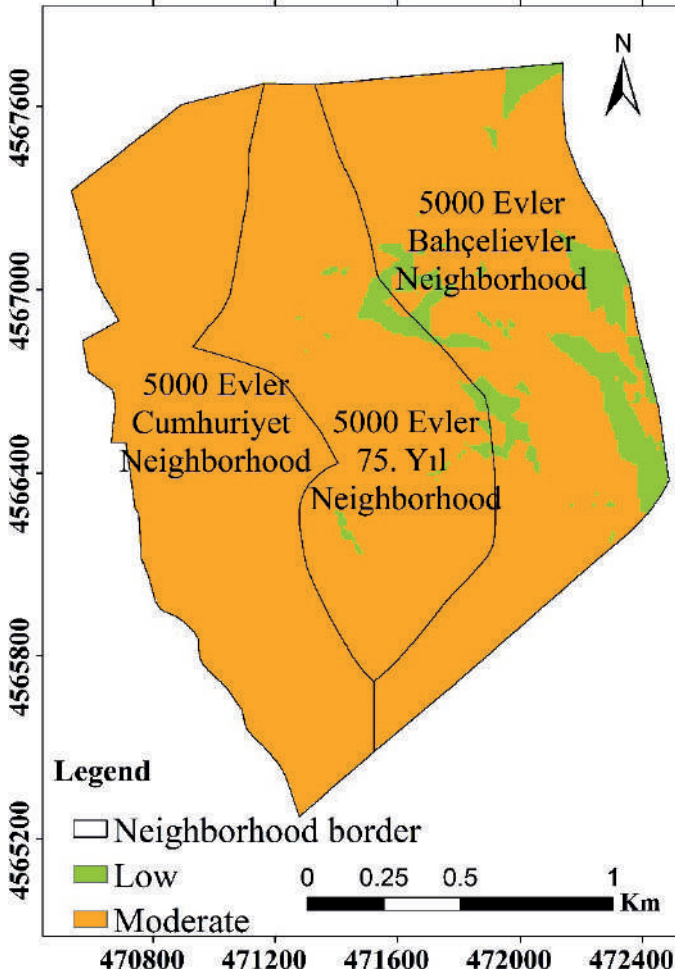 N
4567600
4567000
4566400
4565800
4565200
5000 Evler
Bahçelievler
Neighborhood
5000 Evler
Cumhuriyet
Neighborhood
5000 Evler
75. Yıl
Neighborhood
Legend
Neighborhood border
Low
Moderate
0 0.25 0.5 1
Km
470800 471200 471600 472000 472400